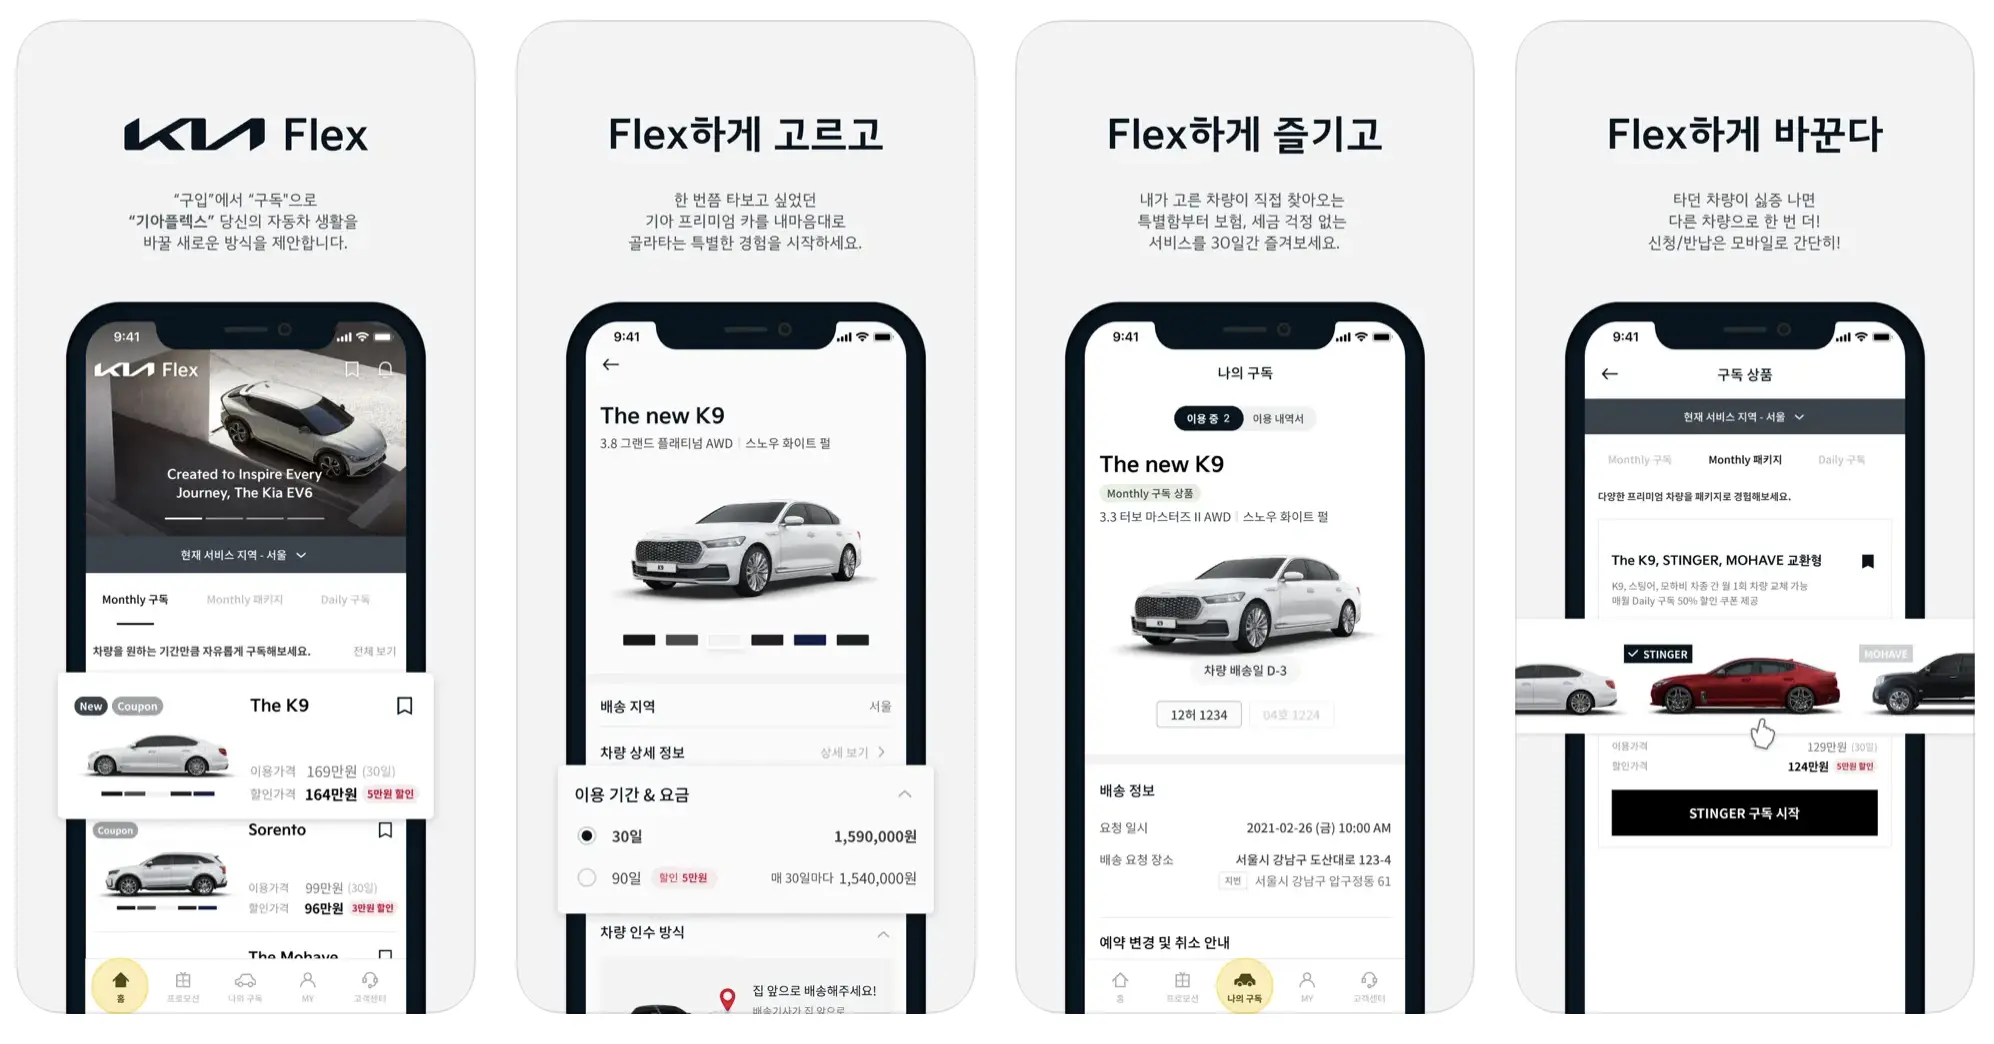 KIA Flex
“구입”에서 “구독"으로
“기아플렉스” 당신의 자동차 생활을
바꿀 새로운 방식을 제안합니다.
9:41
KIA Flex
Created to Inspire Every
Journey, The Kia EV6
현재 서비스 지역 - 서울
Monthly 구독
Monthly 패키지
Daily 구독
차량을 원하는 기간만큼 자유롭게 구독해보세요.
전체 보기
New
Coupon
The K9
이용가격 169만원 (30일)
할인가격 164만원 5만원 할인
Coupon
Sorento
이용가격 99만원 (30일)
할인가격 96만원 3만원 할인
The Mohave
홈
프로모션
나의 구독
MY
고객센터
Flex하게 고르고
한 번쯤 타보고 싶었던
기아 프리미엄 카를 내마음대로
골라타는 특별한 경험을 시작하세요.
9:41
The new K9
3.8 그랜드 플래티넘 AWD | 스노우 화이트 펄
K9
배송 지역
서울
차량 상세 정보
상세 보기
이용 기간 & 요금
30일
1,590,000원
90일 할인 5만원
매 30일마다 1,540,000원
차량 인수 방식
집 앞으로 배송해주세요!
배송기사가 집 앞으로
Flex하게 즐기고
내가 고른 차량이 직접 찾아오는
특별함부터 보험, 세금 걱정 없는
서비스를 30일간 즐겨보세요.
9:41
나의 구독
이용 중 2
이용 내역서
The new K9
Monthly 구독 상품
3.3 터보 마스터즈 II AWD | 스노우 화이트 펄
K9
차량 배송일 D-3
12허 1234
04호 1224
배송 정보
요청 일시
2021-02-26 (금) 10:00 AM
배송 요청 장소
서울시 강남구 도산대로 123-4
지번 서울시 강남구 압구정동 61
예약 변경 및 취소 안내
홈
프로모션
나의 구독
MY
고객센터
Flex하게 바꾼다
타던 차량이 싫증 나면
다른 차량으로 한 번 더!
신청/반납은 모바일로 간단히!
9:41
구독 상품
현재 서비스 지역 - 서울
Monthly 구독
Monthly 패키지
Daily 구독
다양한 프리미엄 차량을 패키지로 경험해보세요.
The K9, STINGER, MOHAVE 교환형
K9, 스팅어, 모하비 차종 간 월 1회 차량 교체 가능
매월 Daily 구독 50% 할인 쿠폰 제공
STINGER
MOHAVE
이용가격
129만원 (30일)
할인가격
124만원 5만원 할인
STINGER 구독 시작